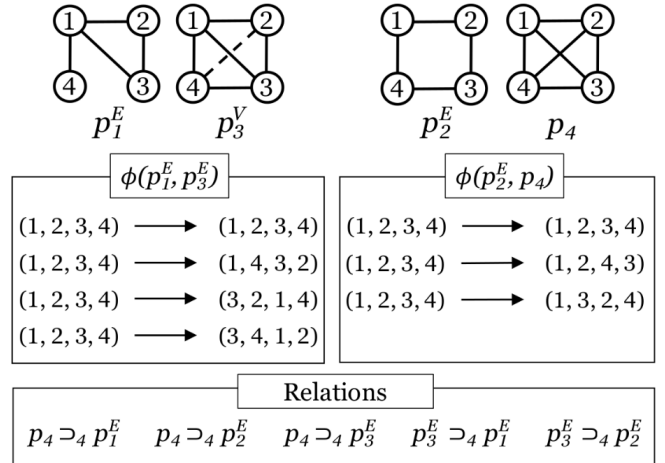 1 2 1 2 1 2 1 2
4 3 4 3 4 3 4 3
p_1^E p_3^V p_2^E p_4
ϕ(p_1^E, p_3^E) ϕ(p_2^E, p_4)
(1, 2, 3, 4) ⟶ (1, 2, 3, 4) (1, 2, 3, 4) ⟶ (1, 2, 3, 4)
(1, 2, 3, 4) ⟶ (1, 4, 3, 2) (1, 2, 3, 4) ⟶ (1, 2, 4, 3)
(1, 2, 3, 4) ⟶ (3, 2, 1, 4) (1, 2, 3, 4) ⟶ (1, 3, 2, 4)
(1, 2, 3, 4) ⟶ (3, 4, 1, 2)
Relations
p_4 ⊃_4 p_1^E p_4 ⊃_4 p_2^E p_4 ⊃_4 p_3^E p_3^E ⊃_4 p_1^E p_3^E ⊃_4 p_2^E